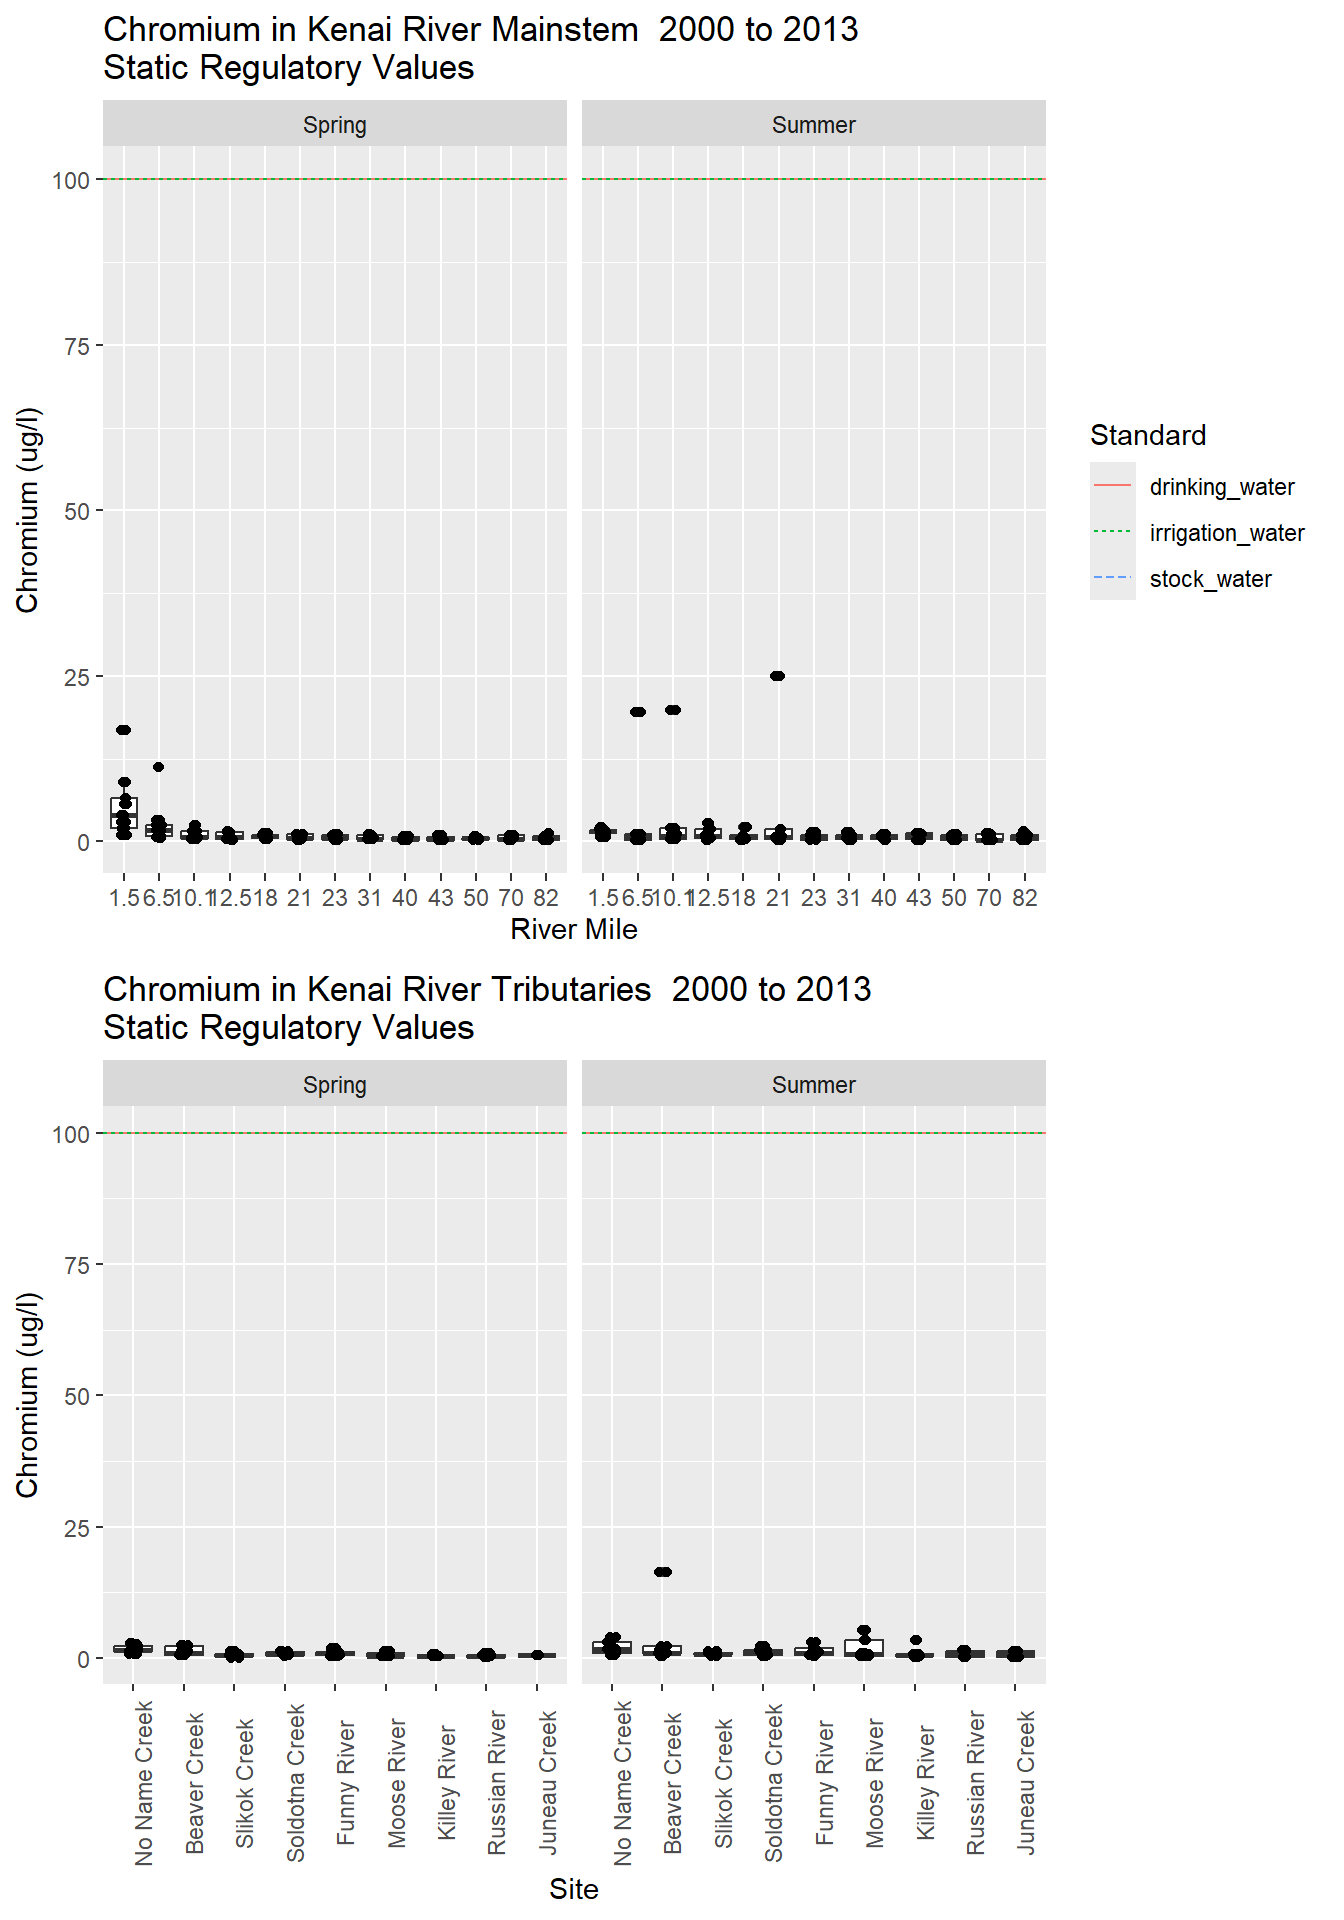 Chromium in Kenai River Mainstem  2000 to 2013
Static Regulatory Values
Spring
Summer
100
75
50
25
0
Chromium (ug/l)
1.5 6.5 10.1 12.5 18 21 23 31 40 43 50 70 82
1.5 6.5 10.1 12.5 18 21 23 31 40 43 50 70 82
River Mile
Standard
drinking_water
irrigation_water
stock_water
Chromium in Kenai River Tributaries  2000 to 2013
Static Regulatory Values
Spring
Summer
100
75
50
25
0
Chromium (ug/l)
No Name Creek
Beaver Creek
Slikok Creek
Soldotna Creek
Funny River
Moose River
Killey River
Russian River
Juneau Creek
No Name Creek
Beaver Creek
Slikok Creek
Soldotna Creek
Funny River
Moose River
Killey River
Russian River
Juneau Creek
Site